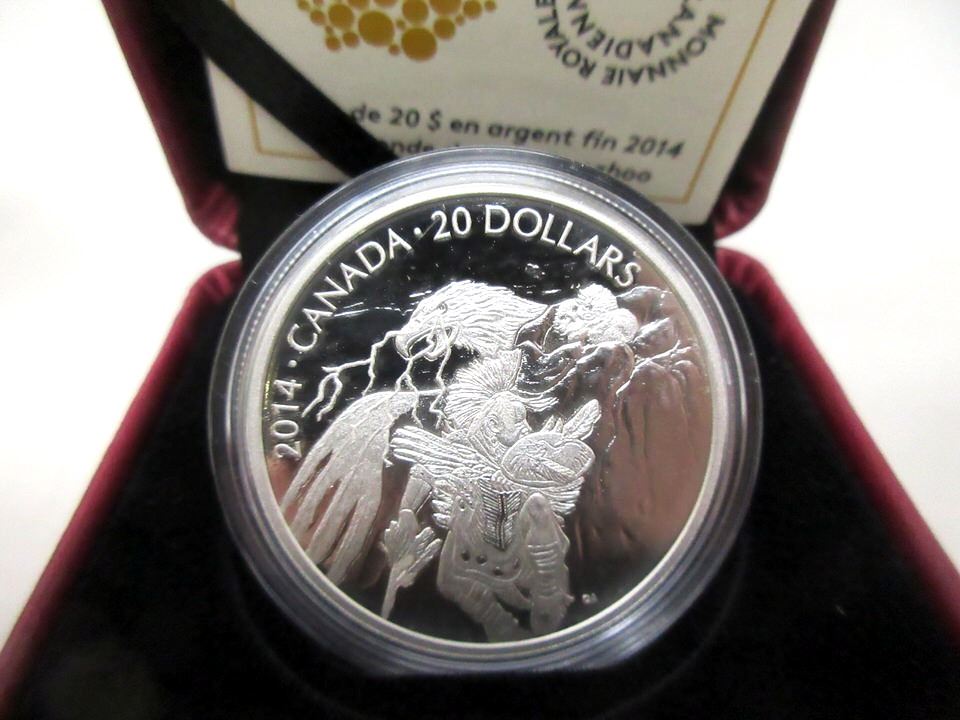 MONNAIE ROYALE
CANADIENNE
de 20 $ en argent fin 2014
2014 · CANADA · 20 DOLLARS